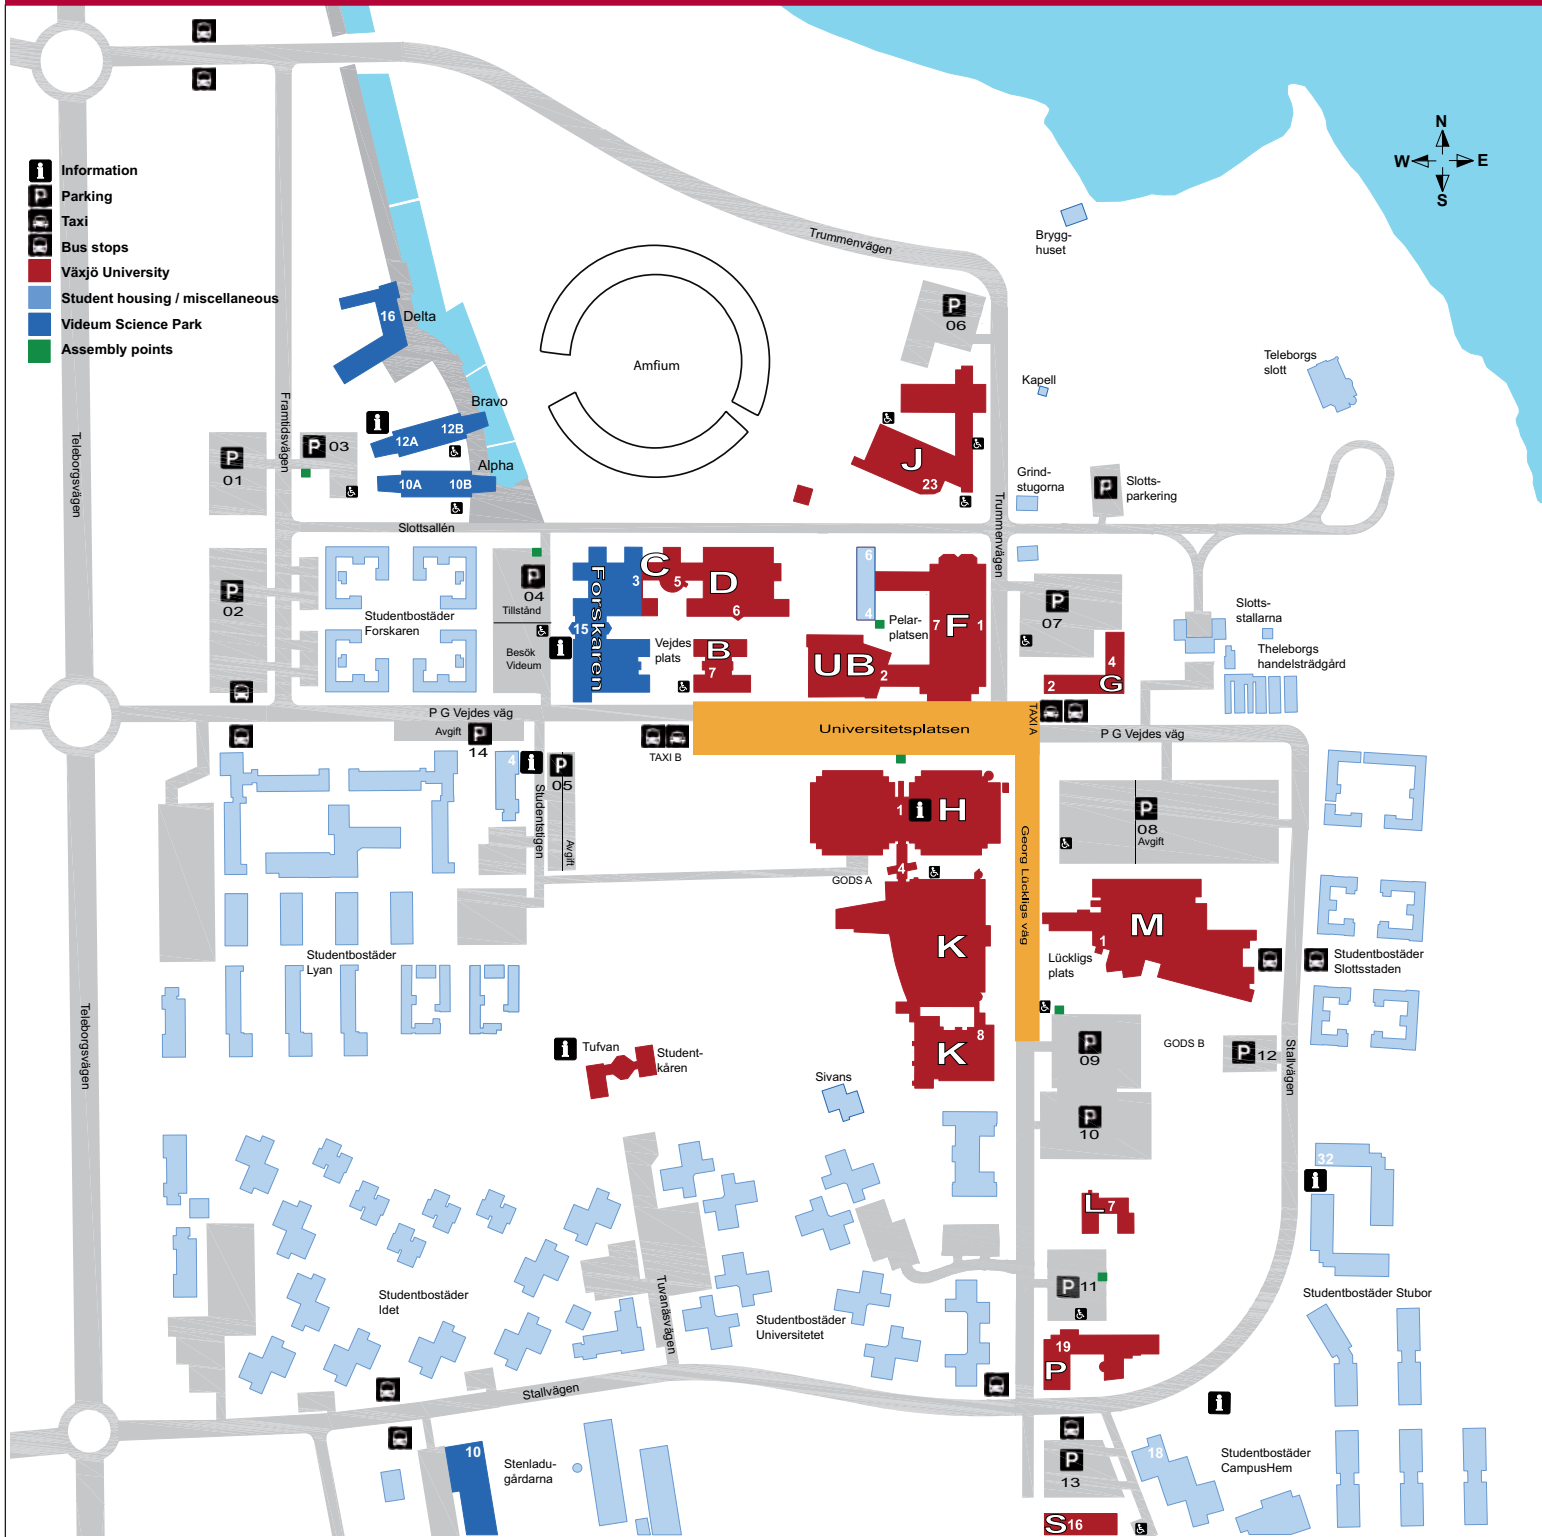 N
W
E
S
Information
Parking
Taxi
Bus stops
Växjö University
Student housing / miscellaneous
Videum Science Park
Assembly points
Trummenvägen
Brygg-
huset
P
06
16 Delta
Amfium
Teleborgs
slott
Kapell
Bravo
12A
12B
Teleborgsvägen
Framtidsvägen
P 03
P
01
Alpha
10A
10B
J
23
Grind-
stugorna
P
Slotts-
parkering
Trummenvägen
Slottsallén
P
02
Studentbostäder
Forskaren
P
04
Tillstånd
Besök
Videum
Forskaren
3
15
C
5
D
6
Vejdes
plats
B
7
6
4
Pelar-
platsen
7
F
1
UB
2
P
07
4
2
G
Slotts-
stallarna
Theleborgs
handelsträdgård
P G Vejdes väg
Avgift
P
14
TAXI B
Universitetsplatsen
TAXI A
P G Vejdes väg
4
P
05
Avgift
Studentstigen
1
H
4
GODS A
Georg Lückligs väg
P
08
Avgift
K
M
1
Lückligs
plats
Studentbostäder
Lyan
Studentbostäder
Slottsstaden
Teleborgsvägen
Tufvan
Student-
kåren
K
8
P
09
GODS B
P 12
Stallvägen
Sivans
P
10
32
L
7
Studentbostäder
Idet
Tuvanäsvägen
Studentbostäder
Universitetet
P 11
Studentbostäder Stubor
19
P
Stallvägen
10
Stenladu-
gårdarna
P
13
18
Studentbostäder
CampusHem
S 16